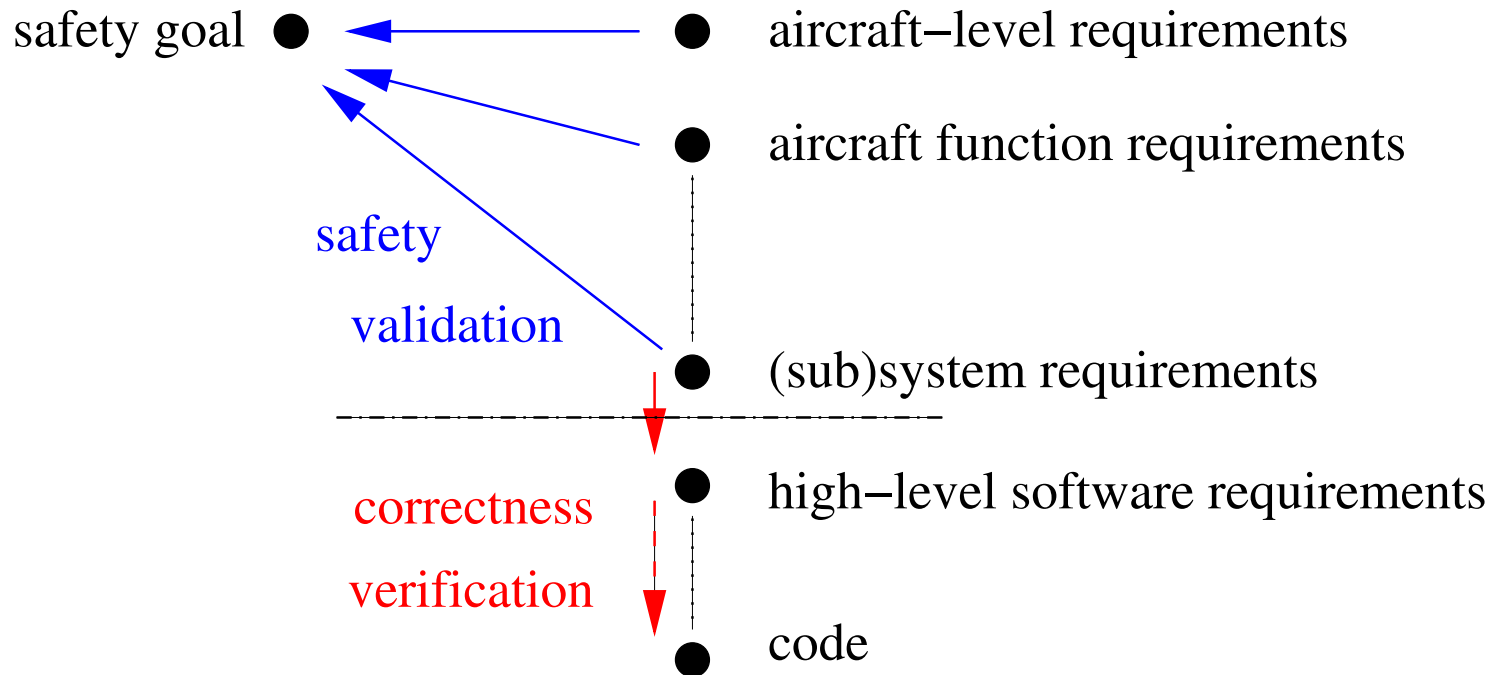 safety goal
aircraft−level requirements
aircraft function requirements
safety
validation
(sub)system requirements
correctness
high−level software requirements
verification
code